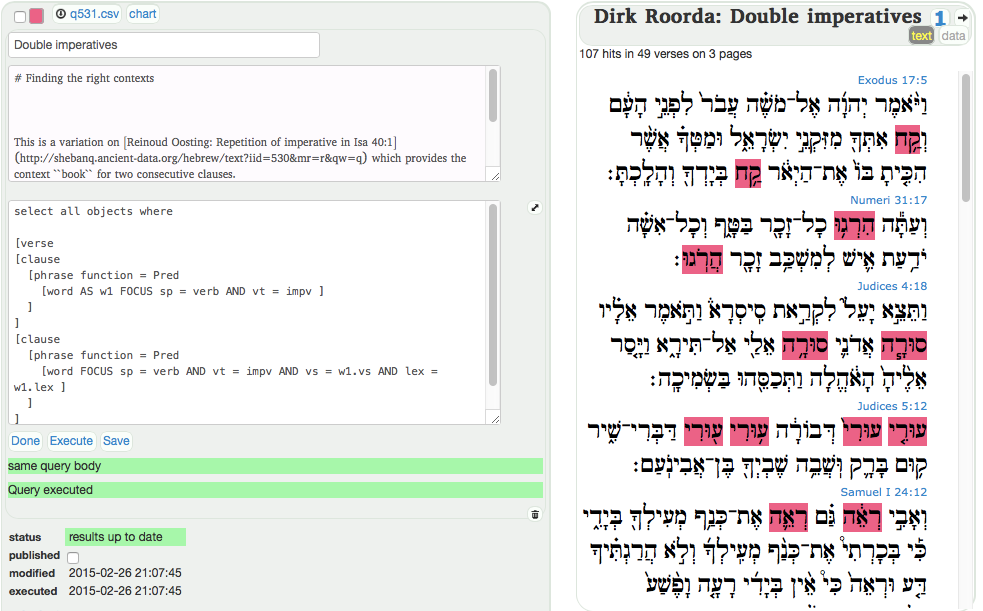 q531.csv chart
Double imperatives
# Finding the right contexts
This is a variation on [Reinoud Oosting: Repetition of imperative in Isa 40:1]
(http://shebanq.ancient-data.org/hebrew/text?iid=530&mr=r&qw=q) which provides the
context ``book`` for two consecutive clauses.
select all objects where
[verse
[clause
[phrase function = Pred
[word AS w1 FOCUS sp = verb AND vt = impv ]
]
]
[clause
[phrase function = Pred
[word FOCUS sp = verb AND vt = impv AND vs = w1.vs AND lex =
w1.lex ]
]
]
Done Execute Save
same query body
Query executed
status results up to date
published
modified 2015-02-26 21:07:45
executed 2015-02-26 21:07:45
Dirk Roorda: Double imperatives 1
text data
107 hits in 49 verses on 3 pages
Exodus 17:5
וַיֹּ֨אמֶר יְהוָ֜ה אֶל־מֹשֶׁ֗ה עֲבֹר֙ לִפְנֵ֣י הָעָ֔ם
וְקַ֥ח אִתְּךָ֖ מִזִּקְנֵ֣י יִשְׂרָאֵ֑ל וּמַטְּךָ֗ אֲשֶׁ֨ר
הִכִּ֤יתָ בֹּו֙ אֶת־הַיְאֹ֔ר קַ֥ח בְּיָדְךָ֖ וְהָלָֽכְתָּ׃
Numeri 31:17
וְעַתָּ֕ה הִרְג֥וּ כָל־זָכָ֖ר בַּטָּ֑ף וְכָל־אִשָּׁ֗ה
יֹדַ֥עַת אִ֛ישׁ לְמִשְׁכַּ֥ב זָכָ֖ר הֲרֹֽגוּ׃
Judices 4:18
וַתֵּצֵ֣א יָעֵל֮ לִקְרַ֣את סִֽיסְרָא֒ וַתֹּ֣אמֶר אֵלָ֗יו
סוּרָ֧ה אֲדֹנִ֛י סוּרָ֥ה אֵלַ֖י אַל־תִּירָ֑א וַיָּ֤סַר
אֵלֶ֨יהָ֙ הָאֹ֔הֱלָה וַתְּכַסֵּ֖הוּ בַּשְּׂמִיכָֽה׃
Judices 5:12
עוּרִ֤י עוּרִי֙ דְּבֹורָ֔ה ע֥וּרִי ע֖וּרִי דַּבְּרִי־שִׁ֑יר
ק֥וּם בָּרָ֛ק וּֽשֲׁבֵ֥ה שֶׁבְיְךָ֖ בֶּן־אֲבִינֹֽעַם׃
Samuel I 24:12
וְאָבִ֣י רְאֵ֔ה גַּ֗ם רְאֵ֛ה אֶת־כְּנַ֥ף מְעִילְךָ֖ בְּיָדִ֑י
כִּ֡י בְּכָרְתִי֩ אֶת־כְּנַ֨ף מְעִֽילְךָ֜ וְלֹ֣א הֲרַגְתִּ֗יךָ
דַּ֤ע וּרְאֵה֙ כִּי֩ אֵ֨ין בְּיָדִ֜י רָעָ֤ה וָפֶ֨שַׁע֙